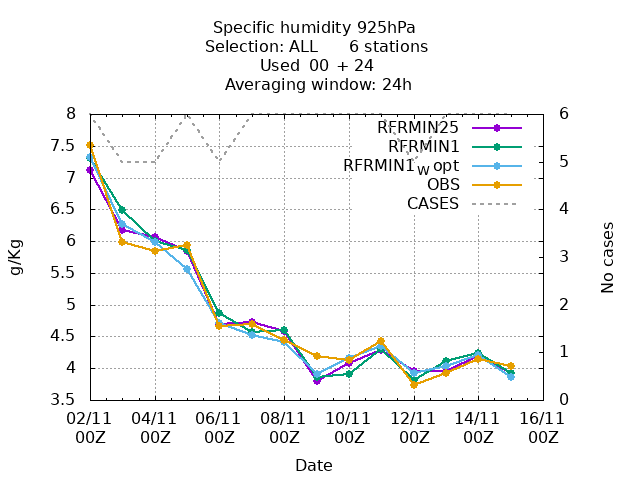 Specific humidity 925hPa
Selection: ALL 6 stations
Used 00 + 24
Averaging window: 24h
8
7.5
7
6.5
6
5.5
5
4.5
4
3.5
g/Kg
RFRMIN25
RFRMIN1
RFRMIN1w opt
OBS
CASES
6
5
4
3
2
1
0
No cases
02/11 04/11 06/11 08/11 10/11 12/11 14/11 16/11
00Z 00Z 00Z 00Z 00Z 00Z 00Z 00Z
Date